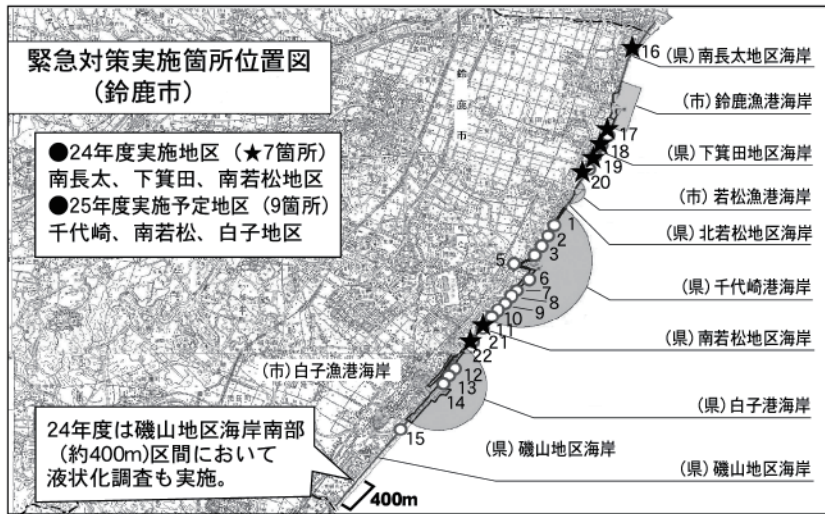 緊急対策実施箇所位置図
（鈴鹿市）
●24年度実施地区（★7箇所）
南長太、下箕田、南若松地区
●25年度実施予定地区（9箇所）
千代崎、南若松、白子地区
鈴鹿市
16
（県）南長太地区海岸
（市）鈴鹿漁港海岸
17
18
（県）下箕田地区海岸
19
20
（市）若松漁港海岸
1
（県）北若松地区海岸
2
3
5
6
（県）千代崎港海岸
7
8
9
10
11
（県）南若松地区海岸
21
22
（市）白子漁港海岸
12
13
14
（県）白子港海岸
15
（県）磯山地区海岸
（県）磯山地区海岸
24年度は磯山地区海岸南部
（約400m）区間において
液状化調査も実施。
400m